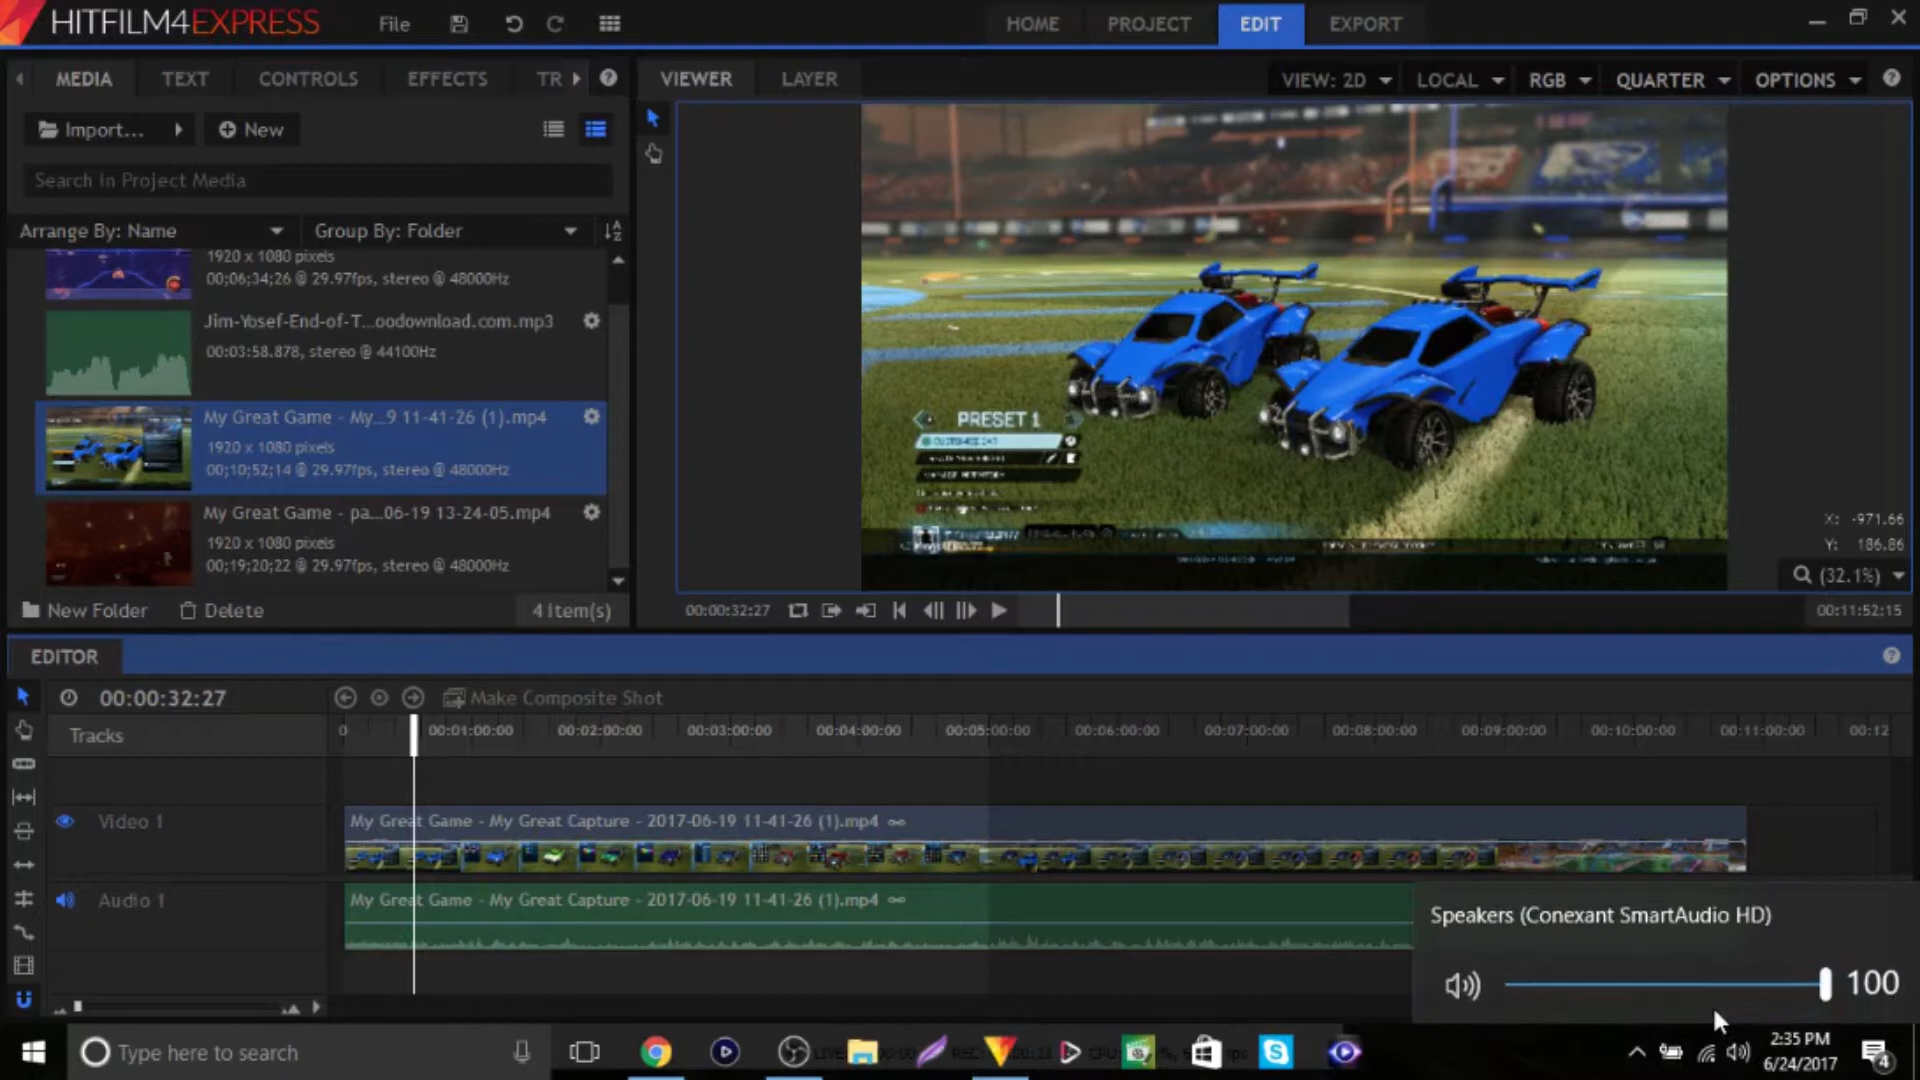 HITFILM4EXPRESS
File
HOME
PROJECT
EDIT
EXPORT
MEDIA
TEXT
CONTROLS
EFFECTS
TR
VIEWER
LAYER
VIEW: 2D
LOCAL
RGB
QUARTER
OPTIONS
Import...
New
Search in Project Media
Arrange By: Name
Group By: Folder
1920 x 1080 pixels
00;06;34;26 @ 29.97fps, stereo @ 48000Hz
Jim-Yosef-End-of-T...oodownload.com.mp3
00:03:58.878, stereo @ 44100Hz
My Great Game - My...9 11-41-26 (1).mp4
1920 x 1080 pixels
00;10;52;14 @ 29.97fps, stereo @ 48000Hz
My Great Game - pa...06-19 13-24-05.mp4
1920 x 1080 pixels
00;19;20;22 @ 29.97fps, stereo @ 48000Hz
New Folder
Delete
4 item(s)
PRESET 1
X: -971.66
Y: 186.86
(32.1%)
00:00:32:27
00:11:52:15
EDITOR
00:00:32:27
Make Composite Shot
Tracks
0
00:01:00:00
00:02:00:00
00:03:00:00
00:04:00:00
00:05:00:00
00:06:00:00
00:07:00:00
00:08:00:00
00:09:00:00
00:10:00:00
00:11:00:00
00:12
Video 1
My Great Game - My Great Capture - 2017-06-19 11-41-26 (1).mp4
Audio 1
My Great Game - My Great Capture - 2017-06-19 11-41-26 (1).mp4
Speakers (Conexant SmartAudio HD)
100
Type here to search
2:35 PM
6/24/2017
4